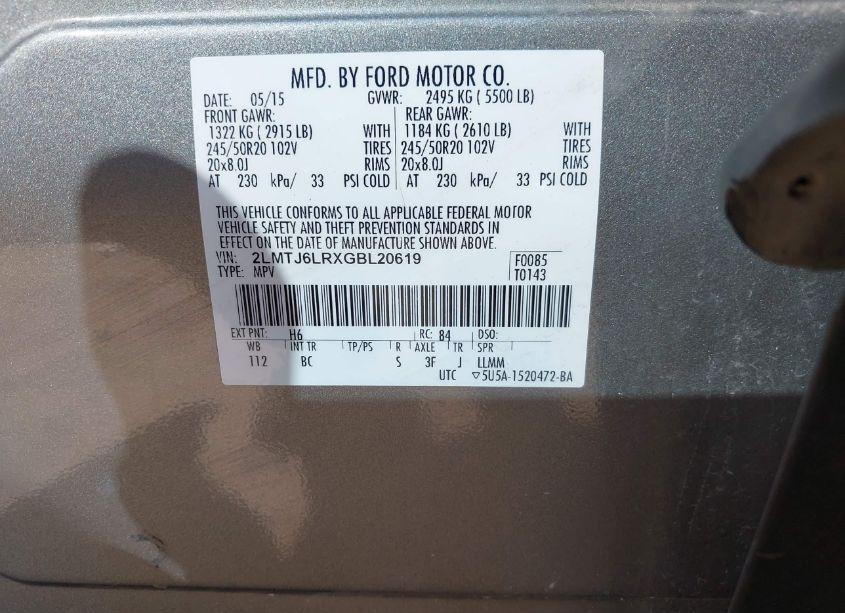 MFD. BY FORD MOTOR CO.
DATE: 05/15 GVWR: 2495 KG ( 5500 LB)
FRONT GAWR: REAR GAWR:
1322 KG ( 2915 LB) WITH 1184 KG ( 2610 LB) WITH
245/50R20 102V TIRES 245/50R20 102V TIRES
20x8.0J RIMS 20x8.0J RIMS
AT 230 kPa/ 33 PSI COLD AT 230 kPa/ 33 PSI COLD
THIS VEHICLE CONFORMS TO ALL APPLICABLE FEDERAL MOTOR
VEHICLE SAFETY AND THEFT PREVENTION STANDARDS IN
EFFECT ON THE DATE OF MANUFACTURE SHOWN ABOVE.
VIN: 2LMTJ6LRXGBL20619 F0085
TYPE: MPV T0143
EXT PNT: H6 RC: 84 DSO:
WB INT TR TP/PS R AXLE TR SPR
112 BC S 3F J LLMM
UTC ▽5U5A-1520472-BA